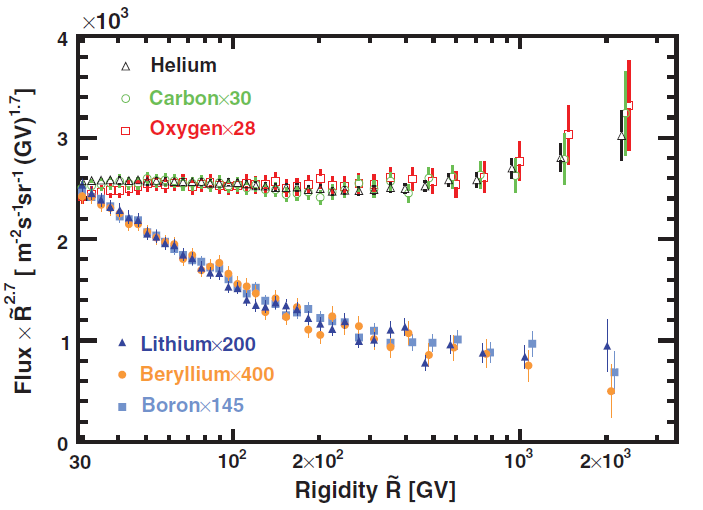 ×10³
4
3
2
1
0
Helium
Carbon×30
Oxygen×28
Lithium×200
Beryllium×400
Boron×145
Flux × R̃²·⁷ [ m⁻²s⁻¹sr⁻¹ (GV)¹·⁷]
30 10² 2×10² 10³ 2×10³
Rigidity R̃ [GV]